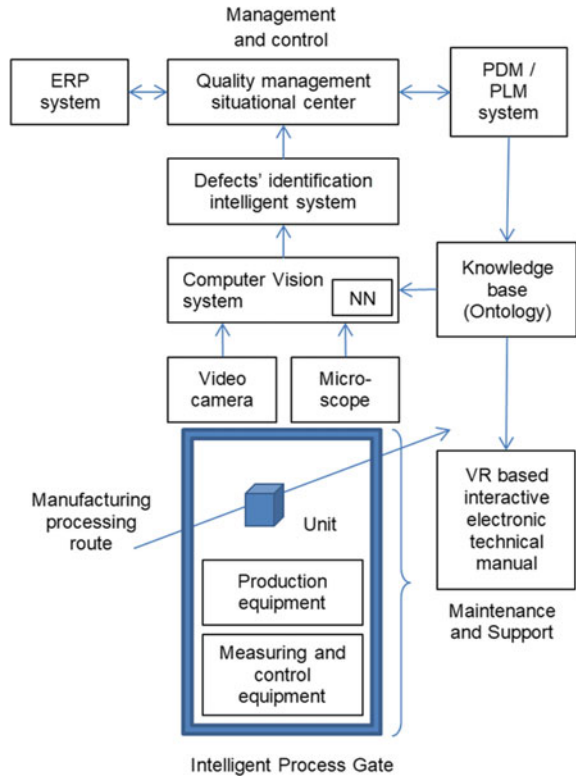 Management
and control
ERP
system
Quality management
situational center
PDM /
PLM
system
Defects’ identification
intelligent system
Computer Vision
system
NN
Knowledge
base
(Ontology)
Video
camera
Micro-
scope
Manufacturing
processing
route
Unit
VR based
interactive
electronic
technical
manual
Production
equipment
Measuring and
control
equipment
Maintenance
and Support
Intelligent Process Gate